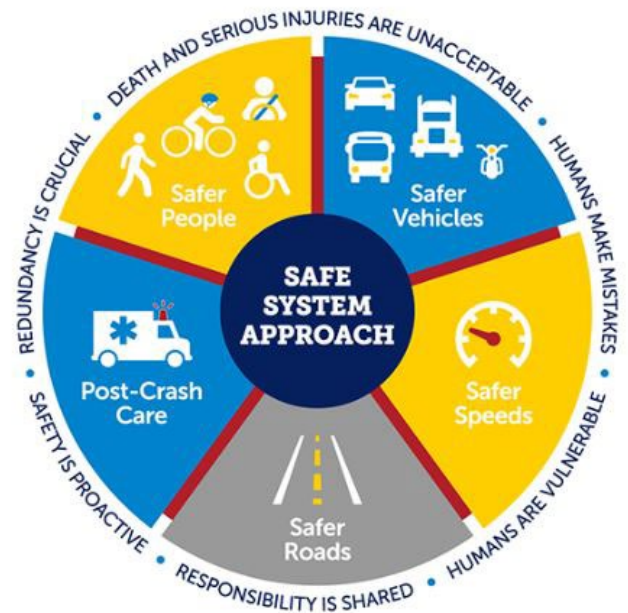 DEATH AND SERIOUS INJURIES ARE UNACCEPTABLE
HUMANS MAKE MISTAKES
HUMANS ARE VULNERABLE
RESPONSIBILITY IS SHARED
SAFETY IS PROACTIVE
REDUNDANCY IS CRUCIAL
Safer
People
Safer
Vehicles
SAFE
SYSTEM
APPROACH
Safer
Speeds
Safer
Roads
Post-Crash
Care